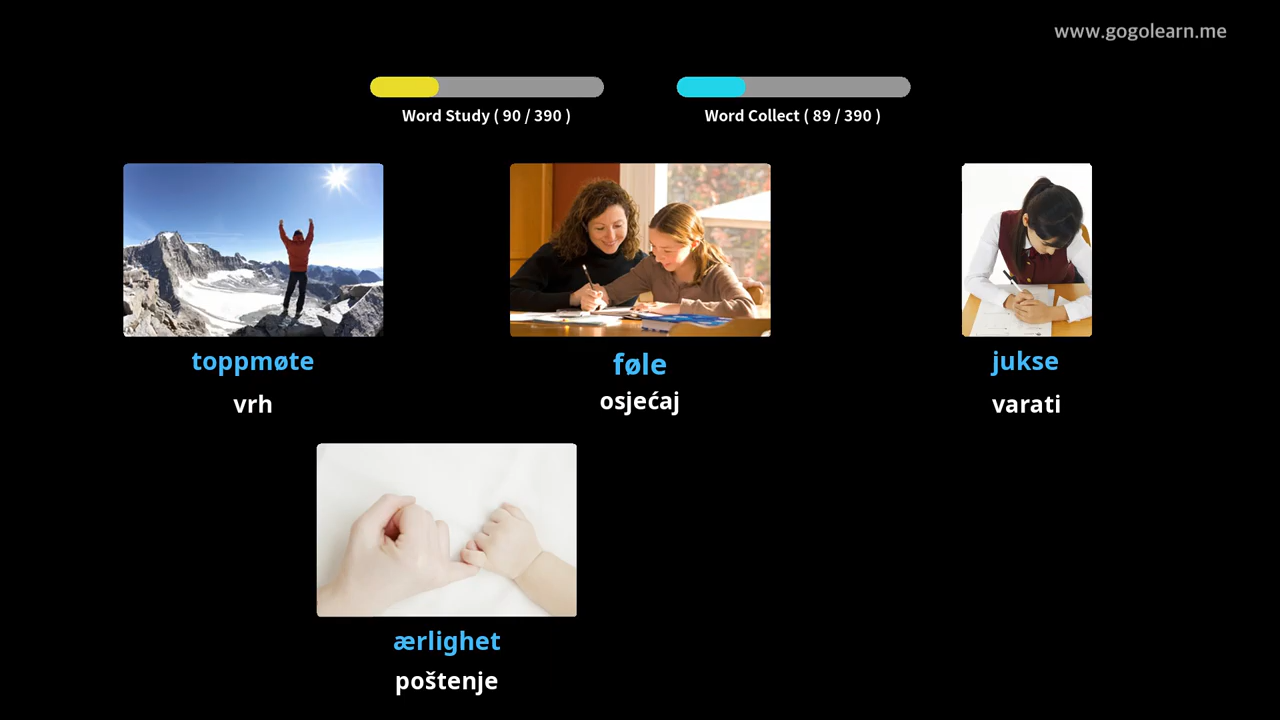 www.gogolearn.me
Word Study ( 90 / 390 )
Word Collect ( 89 / 390 )
toppmøte
vrh
føle
osjećaj
jukse
varati
ærlighet
poštenje